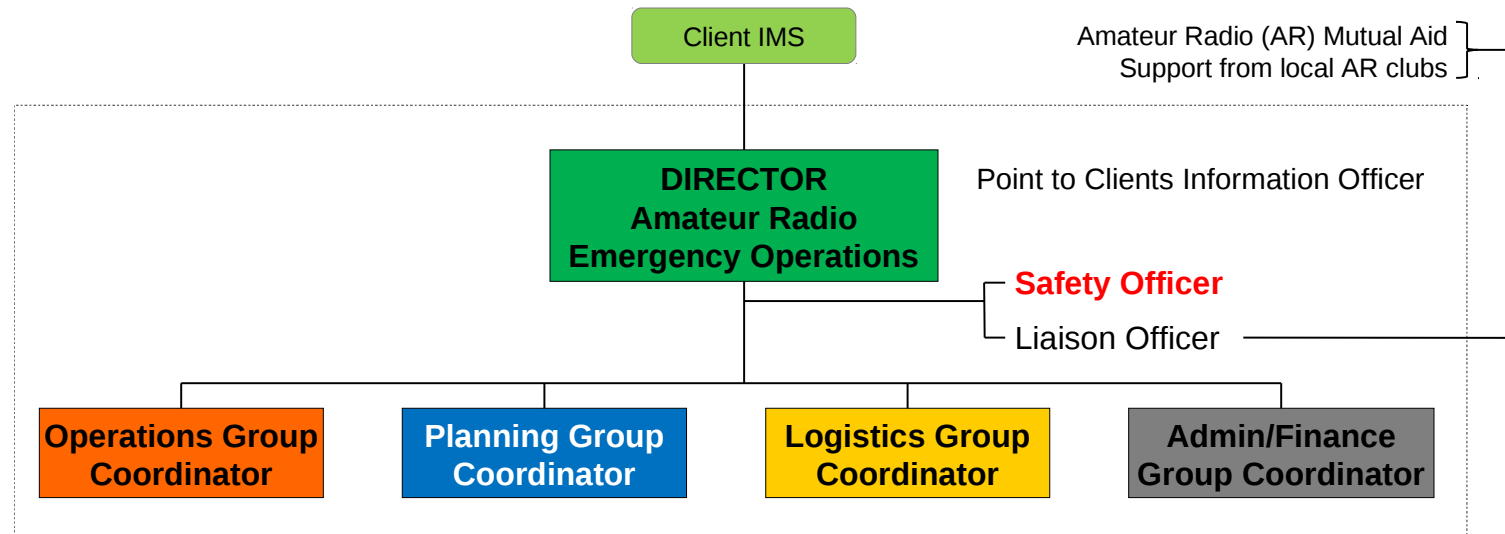 Client IMS
Amateur Radio (AR) Mutual Aid
Support from local AR clubs
DIRECTOR
Amateur Radio
Emergency Operations
Point to Clients Information Officer
Safety Officer
Liaison Officer
Operations Group
Coordinator
Planning Group
Coordinator
Logistics Group
Coordinator
Admin/Finance
Group Coordinator